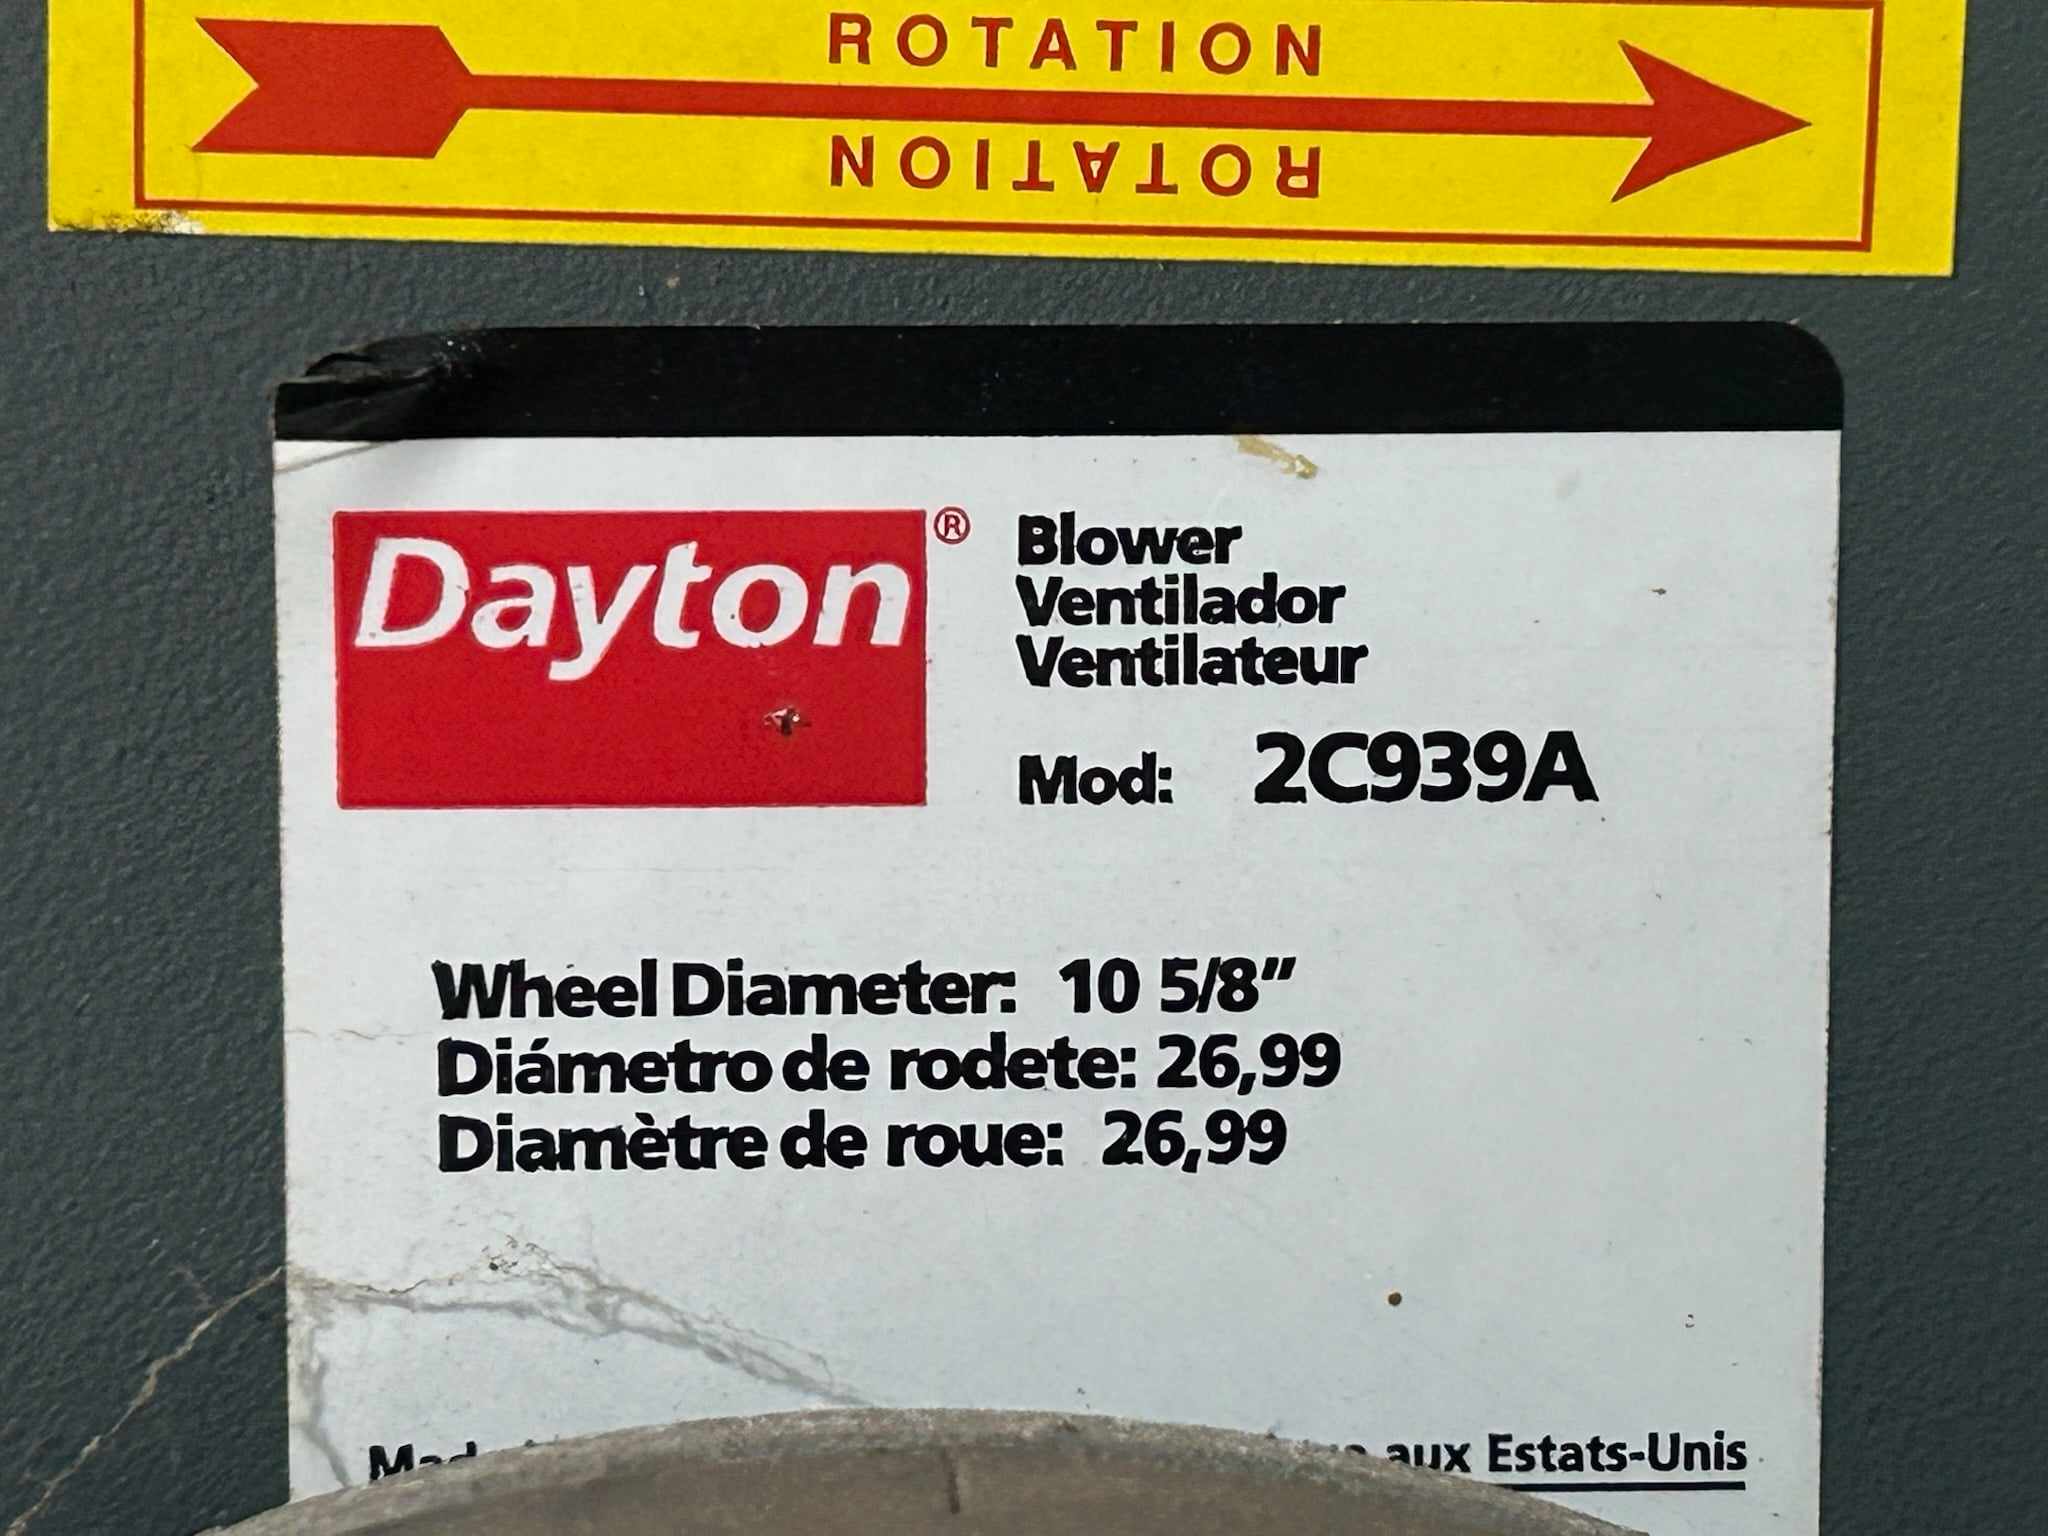 ROTATION
ROTATION
Dayton®
Blower
Ventilador
Ventilateur
Mod: 2C939A
Wheel Diameter: 10 5/8"
Diámetro de rodete: 26,99
Diamètre de roue: 26,99
aux Estats-Unis